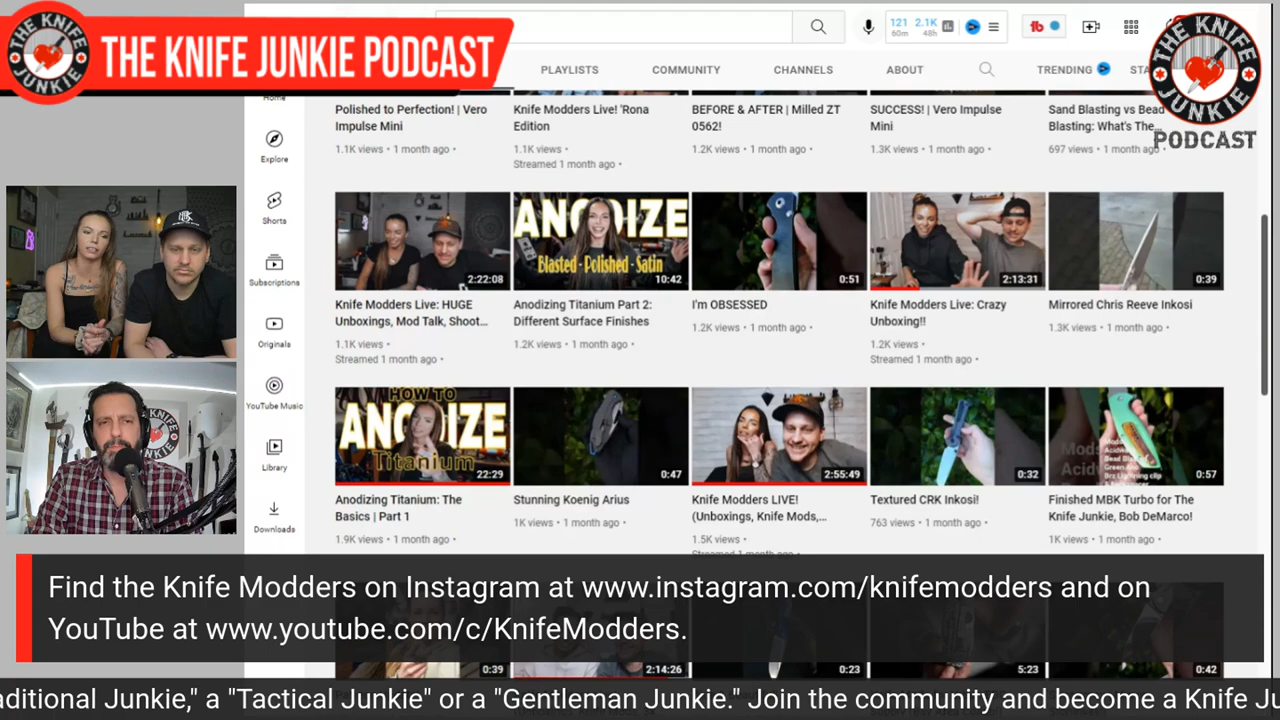 THE KNIFE JUNKIE
THE KNIFE JUNKIE PODCAST
121
60m
2.1K
48h
THE KNIFE JUNKIE
PODCAST
PLAYLISTS
COMMUNITY
CHANNELS
ABOUT
TRENDING
STA
Home
Explore
Shorts
Subscriptions
Originals
YouTube Music
Library
Downloads
Polished to Perfection! | Vero
Impulse Mini
1.1K views • 1 month ago •
Knife Modders Live! 'Rona
Edition
1.1K views •
Streamed 1 month ago •
BEFORE & AFTER | Milled ZT
0562!
1.2K views • 1 month ago •
SUCCESS! | Vero Impulse
Mini
1.3K views • 1 month ago •
Sand Blasting vs Bead
Blasting: What's The...
697 views • 1 month ago •
2:22:08
Knife Modders Live: HUGE
Unboxings, Mod Talk, Shoot...
1.1K views •
Streamed 1 month ago •
ANODIZE
Blasted - Polished - Satin
10:42
Anodizing Titanium Part 2:
Different Surface Finishes
1.2K views • 1 month ago •
0:51
I'm OBSESSED
1.2K views • 1 month ago •
2:13:31
Knife Modders Live: Crazy
Unboxing!!
1.2K views •
Streamed 1 month ago •
0:39
Mirrored Chris Reeve Inkosi
1.3K views • 1 month ago •
HOW TO
ANODIZE
Titanium
22:29
Anodizing Titanium: The
Basics | Part 1
1.9K views • 1 month ago •
0:47
Stunning Koenig Arius
1K views • 1 month ago •
2:55:49
Knife Modders LIVE!
(Unboxings, Knife Mods,...
1.5K views •
Streamed 1 month ago •
0:32
Textured CRK Inkosi!
763 views • 1 month ago •
0:57
Finished MBK Turbo for The
Knife Junkie, Bob DeMarco!
1K views • 1 month ago •
Find the Knife Modders on Instagram at www.instagram.com/knifemodders and on
YouTube at www.youtube.com/c/KnifeModders.
0:39
2:14:26
0:23
5:23
0:42
aditional Junkie," a "Tactical Junkie" or a "Gentleman Junkie." Join the community and become a Knife Ju